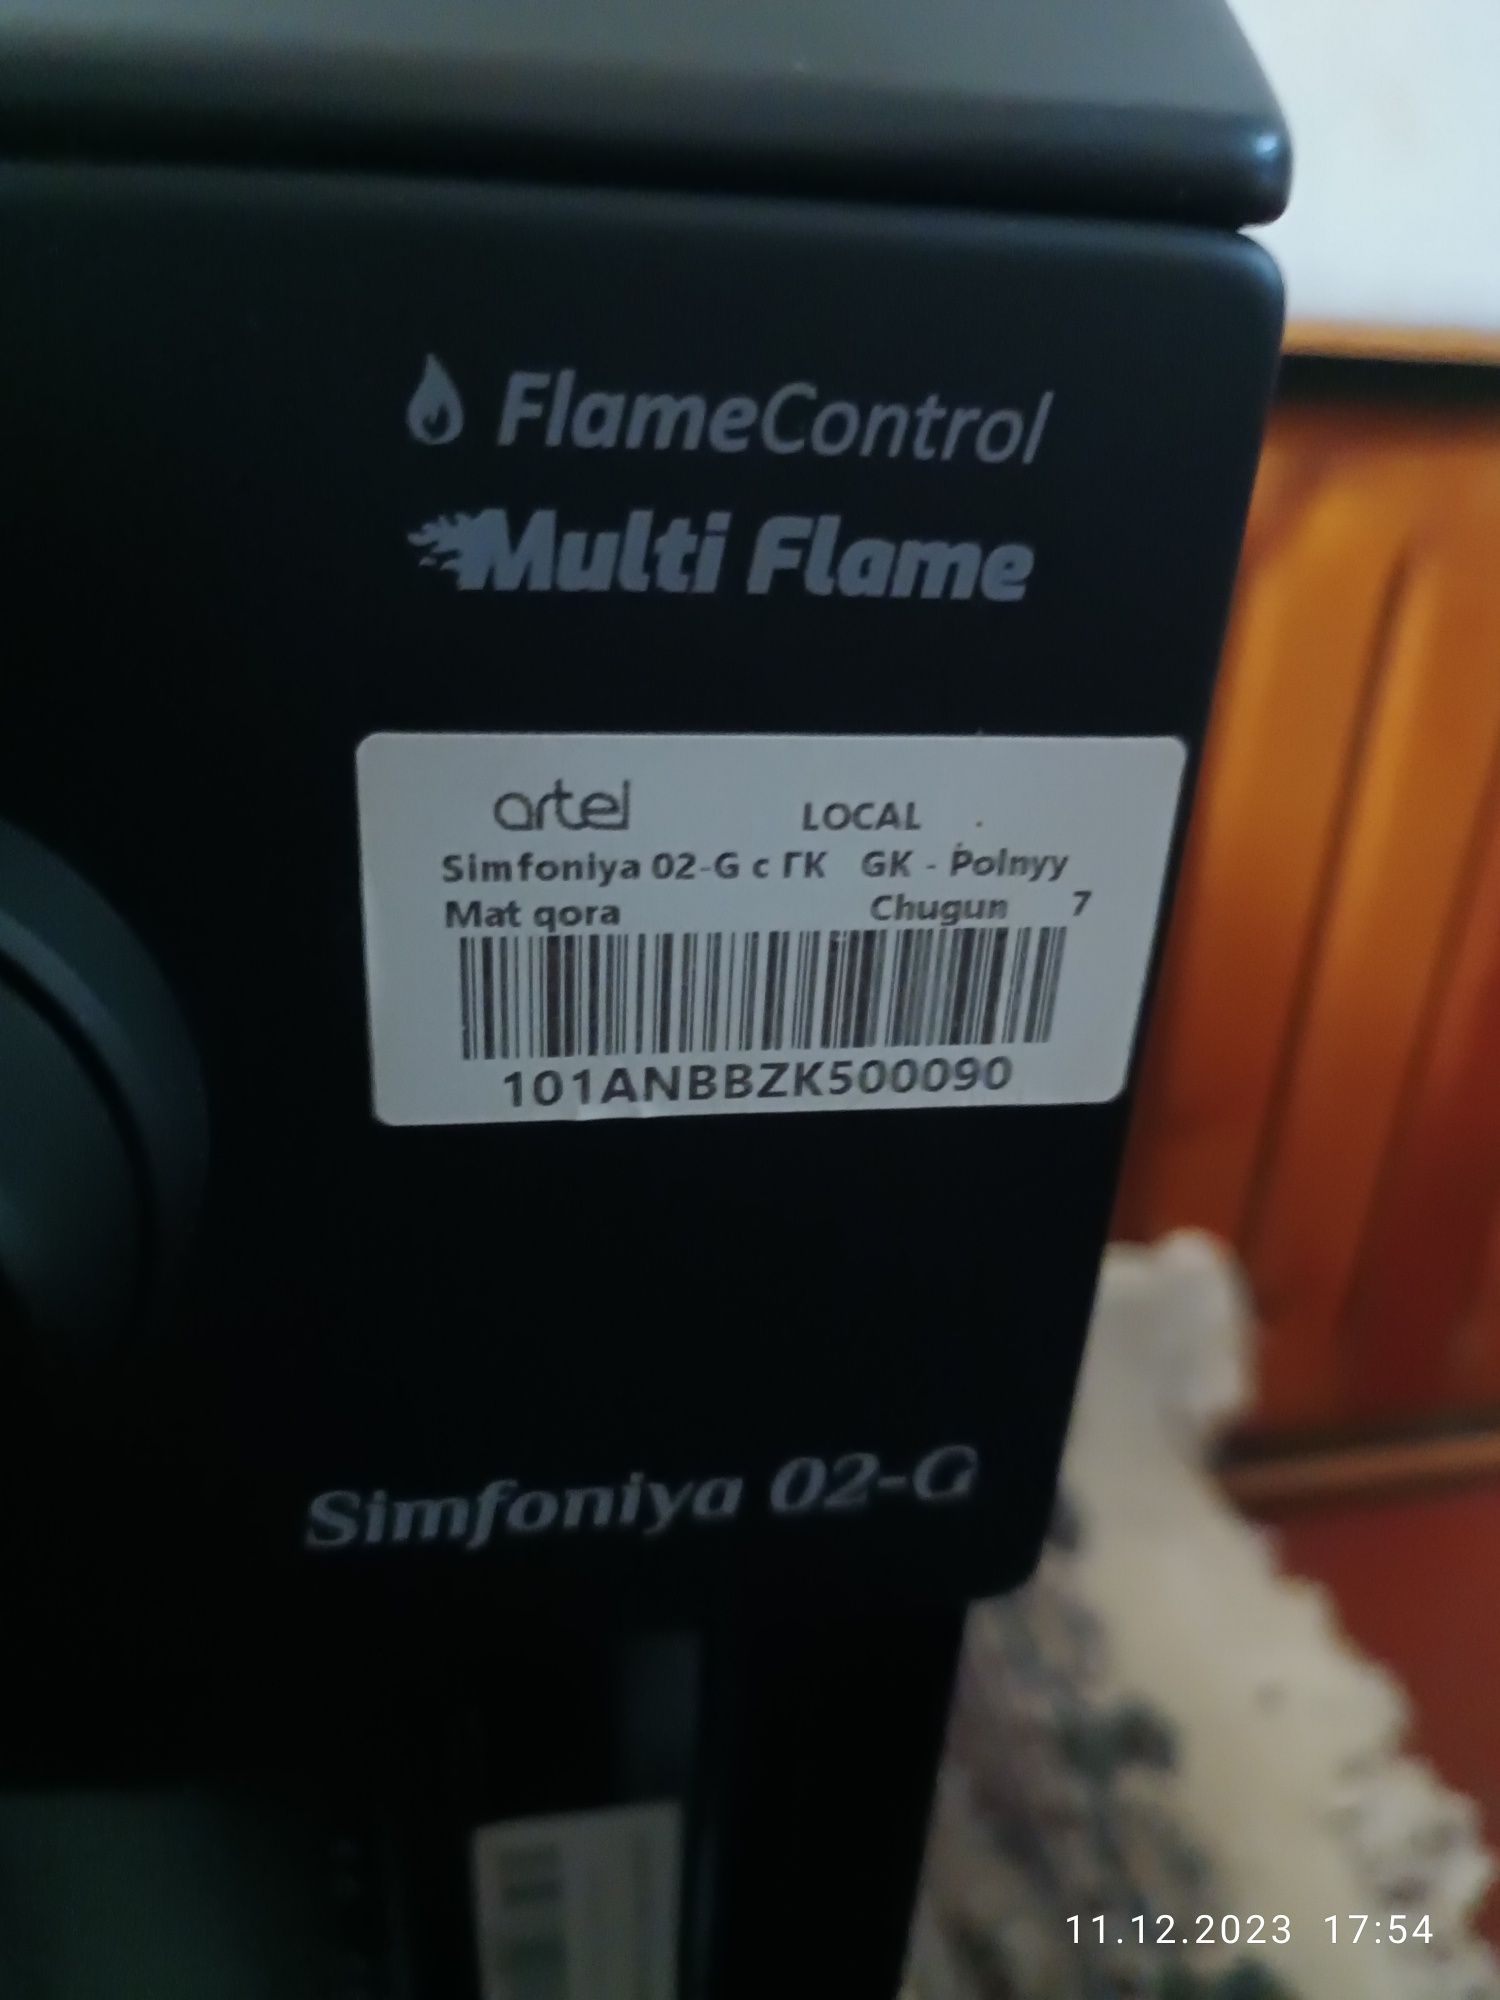 FlameControl
Multi Flame
artel LOCAL
Simfoniya 02-G с ГК GK - Polnyy
Mat qora Chugun 7
101ANBBZK500090
Simfoniya 02-G
11.12.2023 17:54